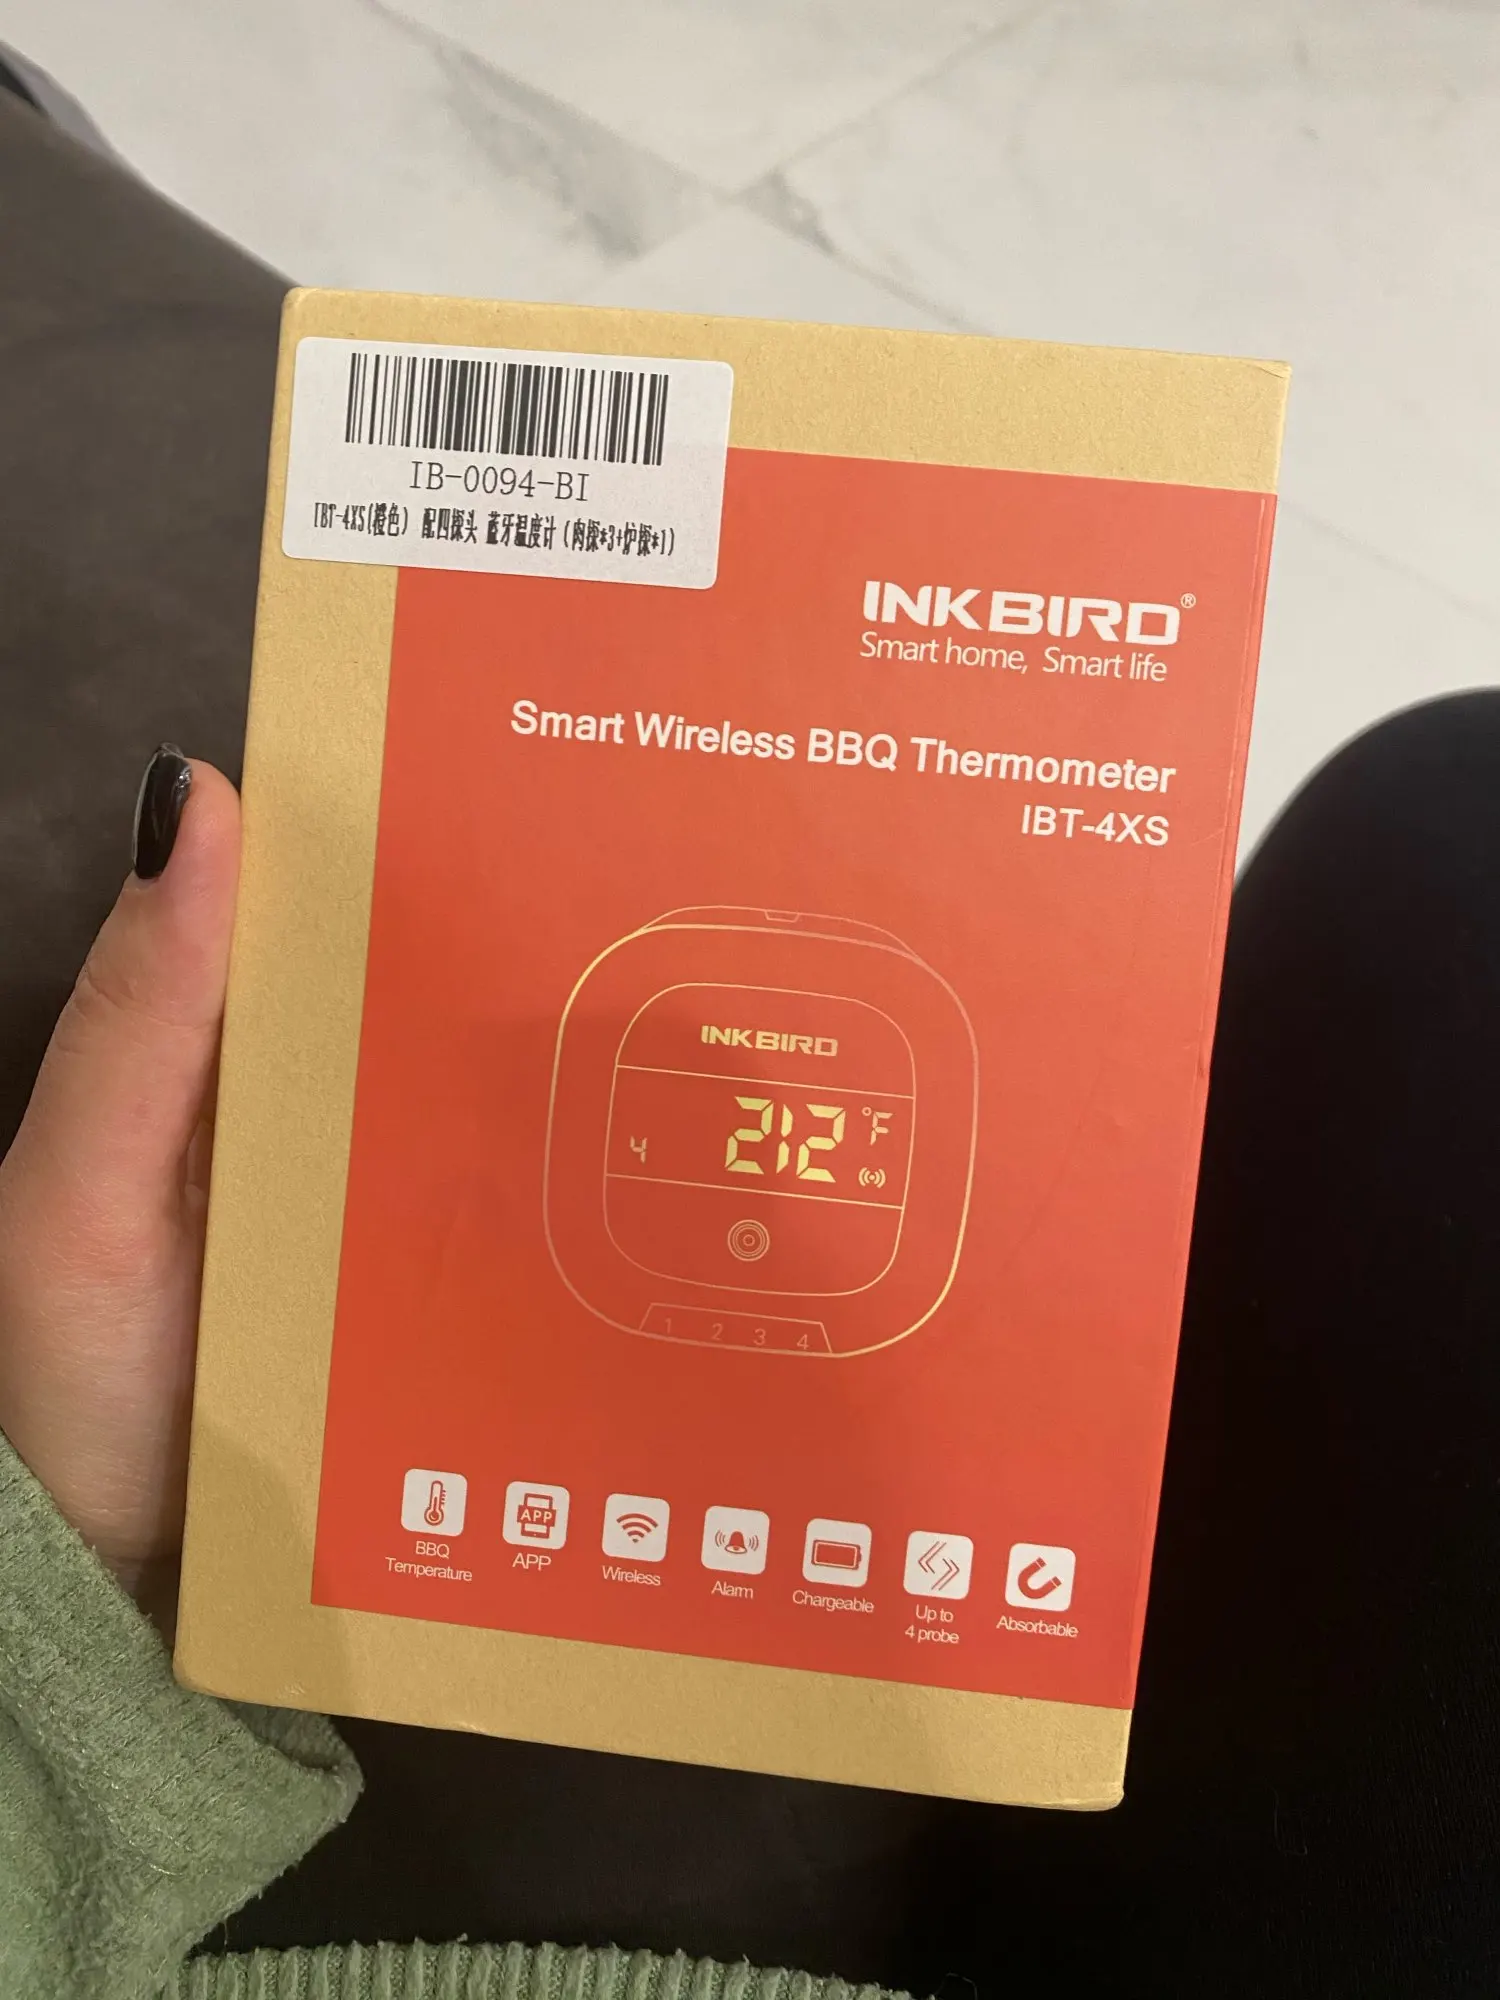 IB-0094-BI
IBT-4XS(橙色) 配四探头 蓝牙温度计 (肉探*3+炉探*1)
INKBIRD®
Smart home, Smart life
Smart Wireless BBQ Thermometer
IBT-4XS
INKBIRD
4 212 °F
1 2 3 4
BBQ
Temperature
APP
APP
Wireless
Alarm
Chargeable
Up to
4 probe
Absorbable